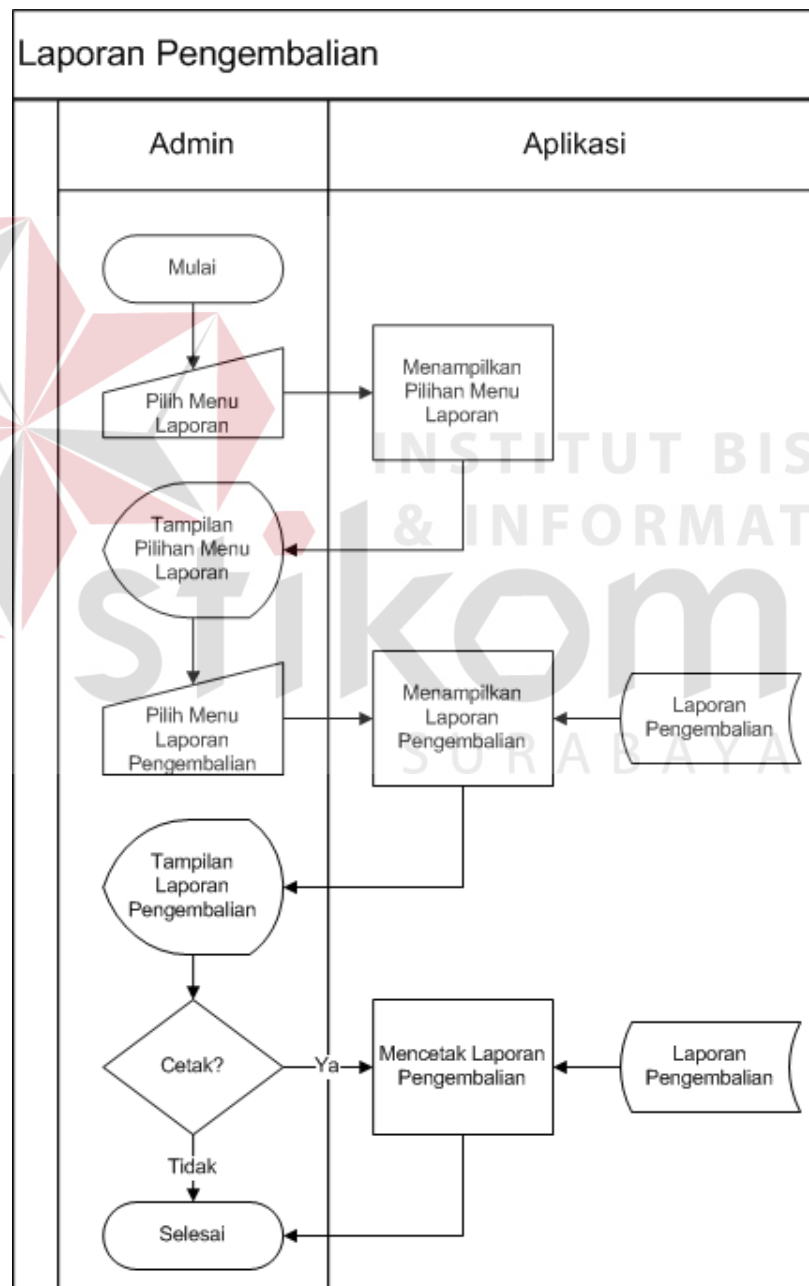 Laporan Pengembalian
Admin
Aplikasi
Mulai
Pilih Menu
Laporan
Menampilkan
Pilihan Menu
Laporan
INSTITUT BIS
& INFORMAT
stikom
SURABAYA
Tampilan
Pilihan Menu
Laporan
Pilih Menu
Laporan
Pengembalian
Menampilkan
Laporan
Pengembalian
Laporan
Pengembalian
Tampilan
Laporan
Pengembalian
Cetak?
Ya
Mencetak Laporan
Pengembalian
Laporan
Pengembalian
Tidak
Selesai